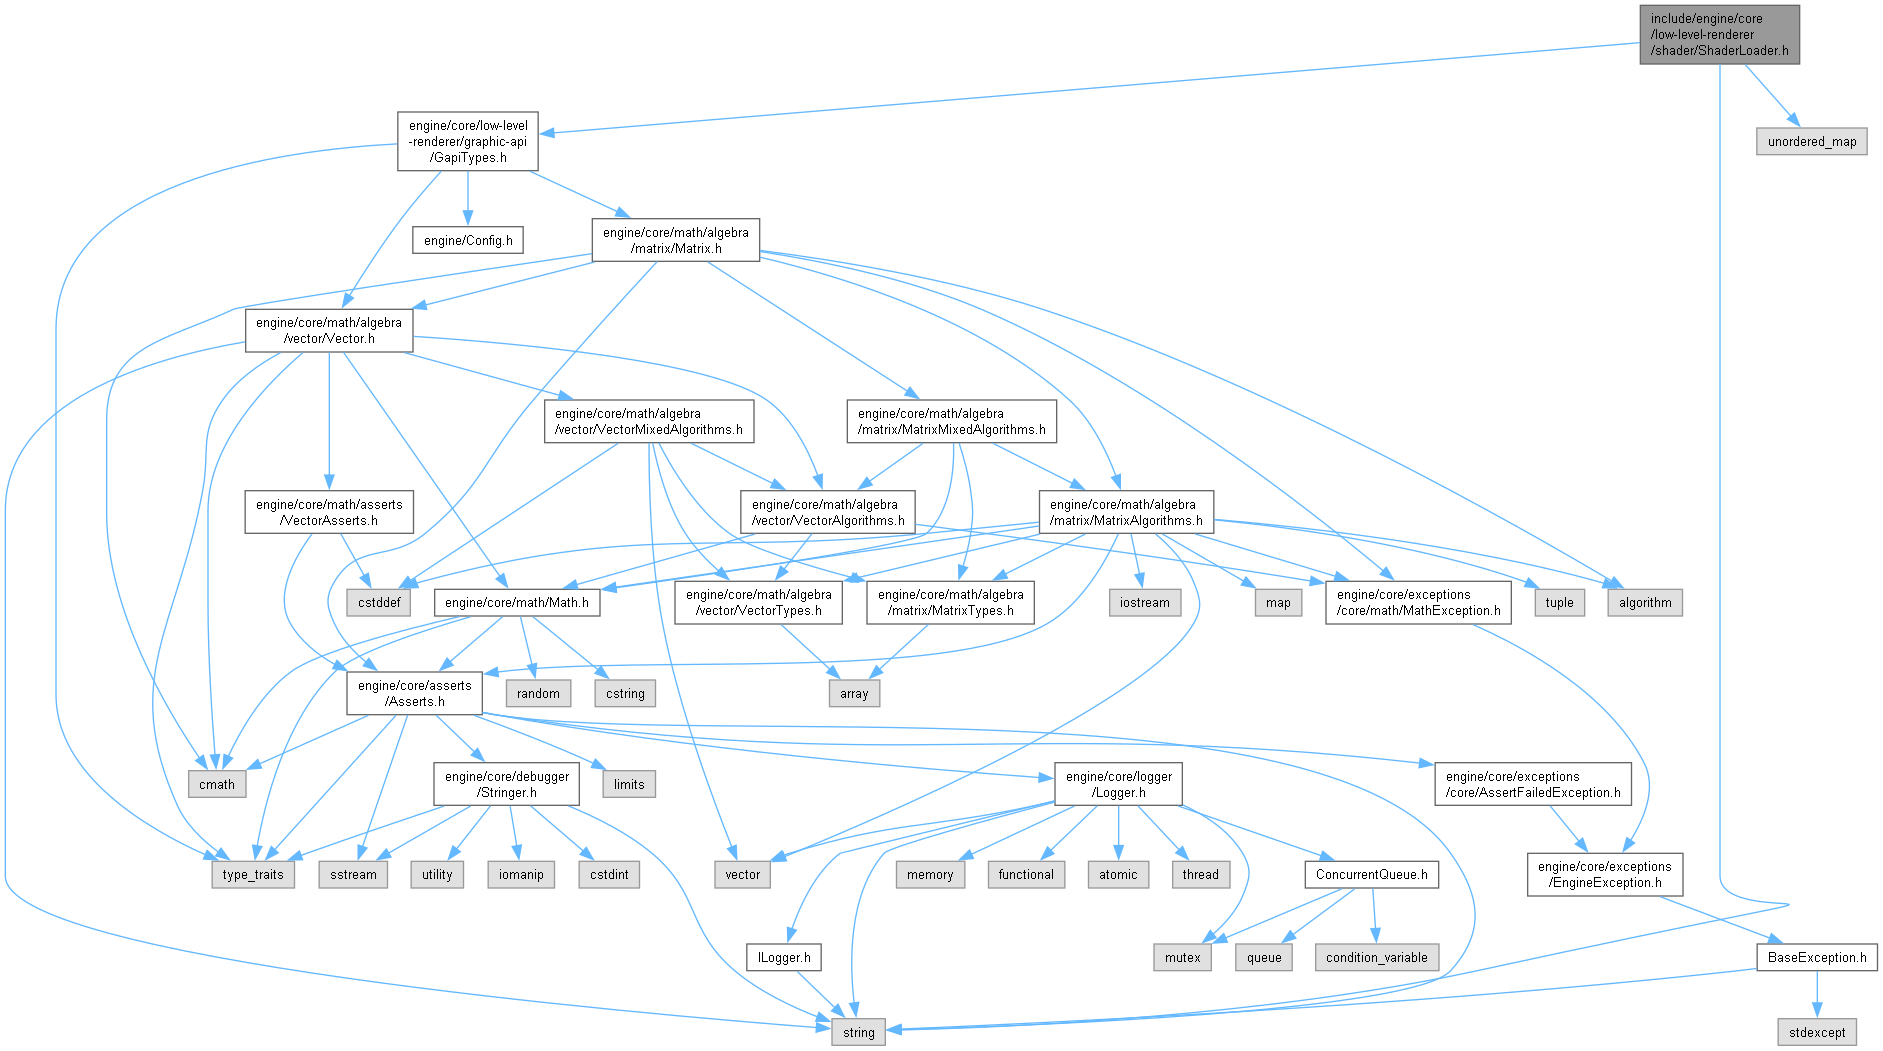 include/engine/core
/low-level-renderer
/shader/ShaderLoader.h
engine/core/low-level
-renderer/graphic-api
/GapiTypes.h
unordered_map
engine/Config.h
engine/core/math/algebra
/matrix/Matrix.h
engine/core/math/algebra
/vector/Vector.h
engine/core/math/algebra
/vector/VectorMixedAlgorithms.h
engine/core/math/algebra
/matrix/MatrixMixedAlgorithms.h
engine/core/math/asserts
/VectorAsserts.h
engine/core/math/algebra
/vector/VectorAlgorithms.h
engine/core/math/algebra
/matrix/MatrixAlgorithms.h
cstddef
engine/core/math/Math.h
engine/core/math/algebra
/vector/VectorTypes.h
engine/core/math/algebra
/matrix/MatrixTypes.h
iostream
map
engine/core/exceptions
/core/math/MathException.h
tuple
algorithm
engine/core/asserts
/Asserts.h
random
cstring
array
cmath
engine/core/debugger
/Stringer.h
limits
engine/core/logger
/Logger.h
engine/core/exceptions
/core/AssertFailedException.h
type_traits
sstream
utility
iomanip
cstdint
vector
memory
functional
atomic
thread
ConcurrentQueue.h
engine/core/exceptions
/EngineException.h
ILogger.h
mutex
queue
condition_variable
BaseException.h
string
stdexcept